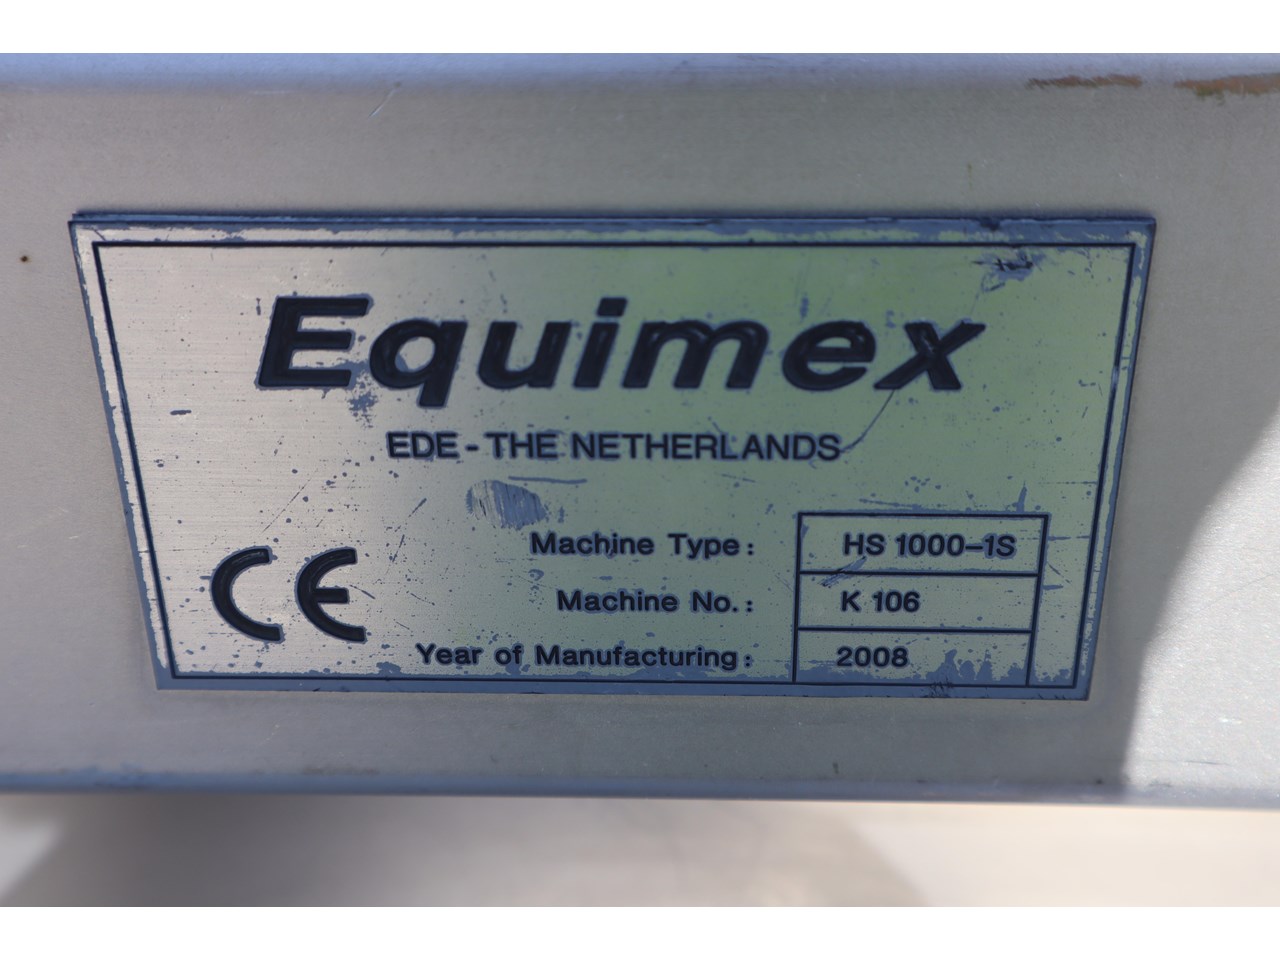 Equimex
EDE - THE NETHERLANDS
Machine Type: HS 1000-1S
Machine No.: K 106
CE
Year of Manufacturing: 2008